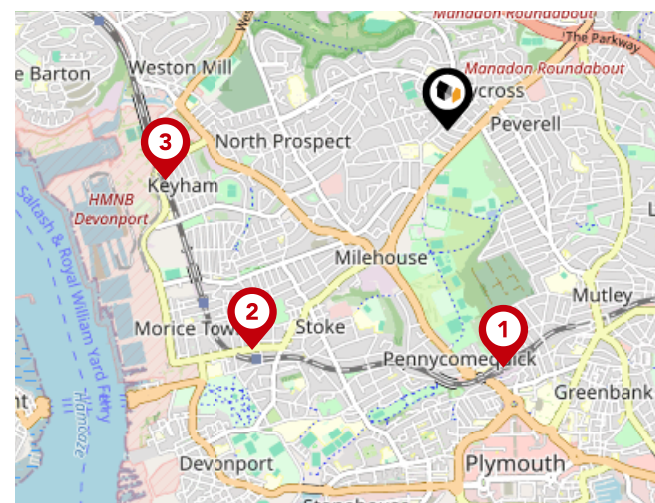 Manadon Roundabout
The Parkway
e Barton
Weston Mill
Manadon Roundabout
ycross
Peverell
North Prospect
3
Keyham
HMNB
Devonport
Saltash & Royal William Yard Ferry
Milehouse
Mutley
2
1
Morice Tow
Stoke
Pennycomequick
Greenbank
Hamoaze
Devonport
Plymouth